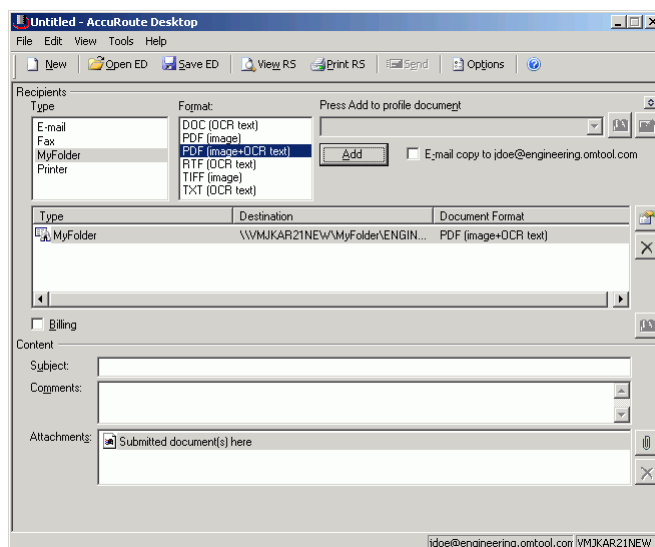 Untitled - AccuRoute Desktop
File Edit View Tools Help
New Open ED Save ED View RS Print RS Send Options
Recipients
Type Format: Press Add to profile document
E-mail
Fax
MyFolder
Printer
DOC (OCR text)
PDF (image)
PDF (image+OCR text)
RTF (OCR text)
TIFF (image)
TXT (OCR text)
Add E-mail copy to jdoe@engineering.omtool.com
Type Destination Document Format
MyFolder \\VMJKAR21NEW\MyFolder\ENGIN... PDF (image+OCR text)
Billing
Content
Subject:
Comments:
Attachments: Submitted document(s) here
jdoe@engineering.omtool.com VMJKAR21NEW